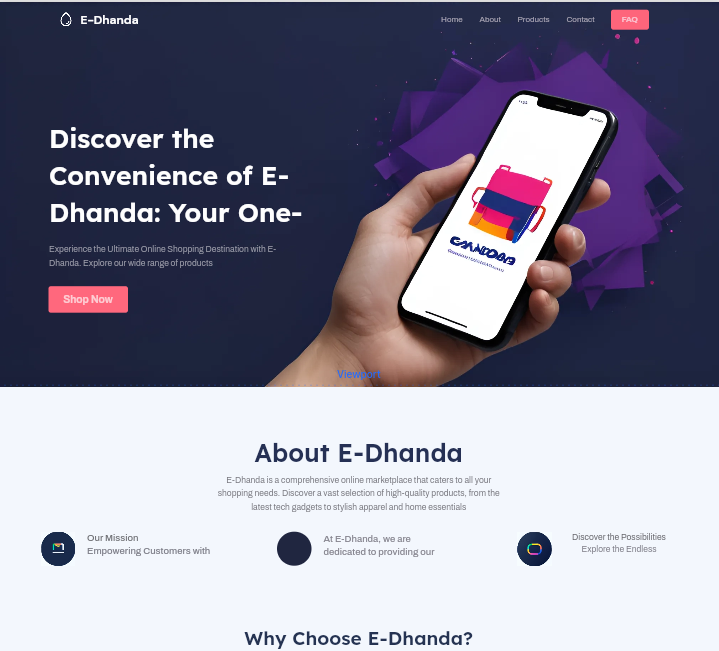 E-Dhanda
Home About Products Contact FAQ
Discover the
Convenience of E-
Dhanda: Your One-
Experience the Ultimate Online Shopping Destination with E-
Dhanda. Explore our wide range of products
Shop Now
About E-Dhanda
E-Dhanda is a comprehensive online marketplace that caters to all your
shopping needs. Discover a vast selection of high-quality products, from the
latest tech gadgets to stylish apparel and home essentials
Our Mission
Empowering Customers with
At E-Dhanda, we are
dedicated to providing our
Discover the Possibilities
Explore the Endless
Why Choose E-Dhanda?